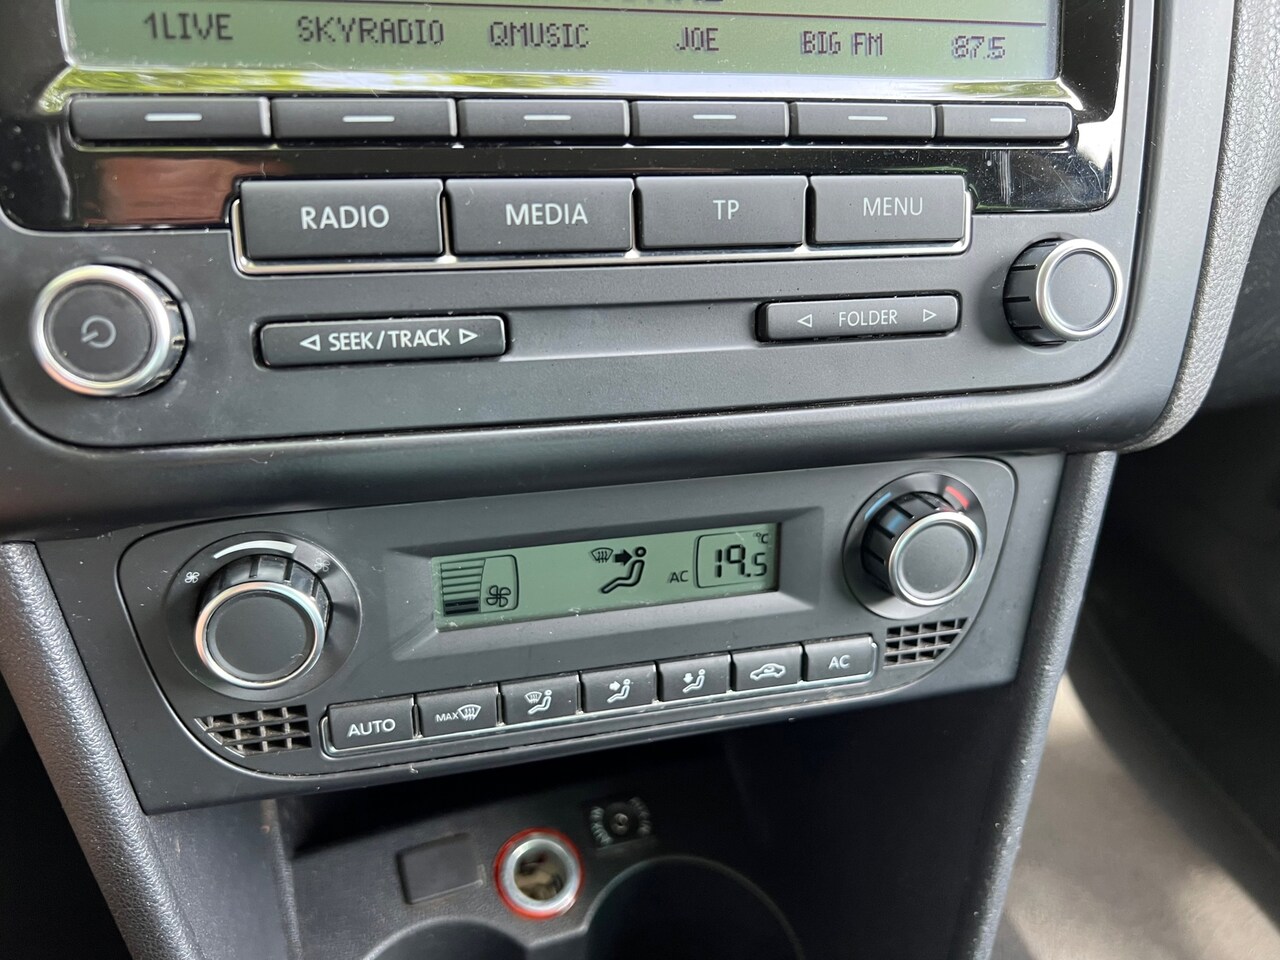 1LIVE SKYRADIO QMUSIC JOE BIG FM 87.5
RADIO MEDIA TP MENU
◁ SEEK/TRACK ▷ ◁ FOLDER ▷
AC 19.5 °C
AUTO MAX AC